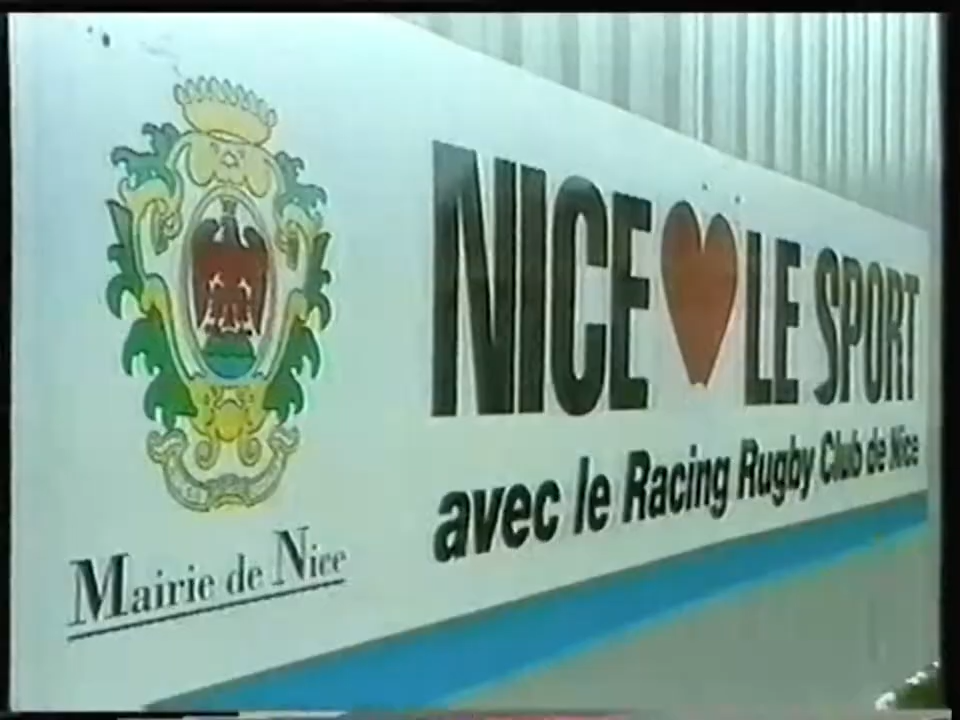 NICE ❤ LE SPORT
avec le Racing Rugby Club de Nice
Mairie de Nice